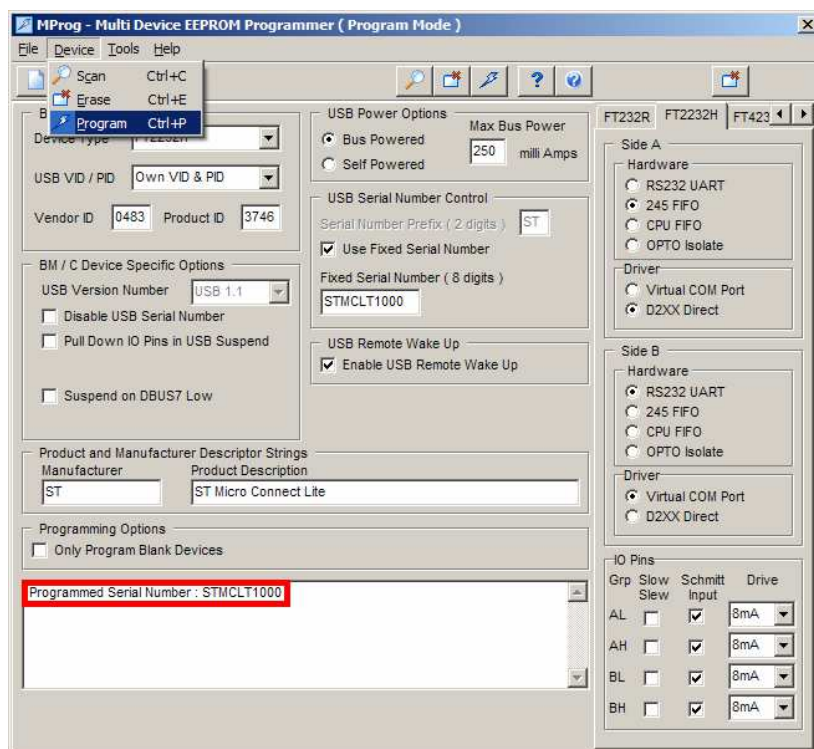 MProg - Multi Device EEPROM Programmer ( Program Mode )
File Device Tools Help
Scan Ctrl+C
Erase Ctrl+E
Program Ctrl+P
Device Type FT2232H
USB VID / PID Own VID & PID
Vendor ID 0483 Product ID 3746
BM / C Device Specific Options
USB Version Number USB 1.1
Disable USB Serial Number
Pull Down IO Pins in USB Suspend
Suspend on DBUS7 Low
USB Power Options
Bus Powered
Self Powered
Max Bus Power
250 milli Amps
USB Serial Number Control
Serial Number Prefix ( 2 digits ) ST
Use Fixed Serial Number
Fixed Serial Number ( 8 digits )
STMCLT1000
USB Remote Wake Up
Enable USB Remote Wake Up
Product and Manufacturer Descriptor Strings
Manufacturer Product Description
ST ST Micro Connect Lite
Programming Options
Only Program Blank Devices
Programmed Serial Number : STMCLT1000
FT232R FT2232H FT423
Side A
Hardware
RS232 UART
245 FIFO
CPU FIFO
OPTO Isolate
Driver
Virtual COM Port
D2XX Direct
Side B
Hardware
RS232 UART
245 FIFO
CPU FIFO
OPTO Isolate
Driver
Virtual COM Port
D2XX Direct
IO Pins
Grp Slow Schmitt Drive
Slew Input
AL 8mA
AH 8mA
BL 8mA
BH 8mA